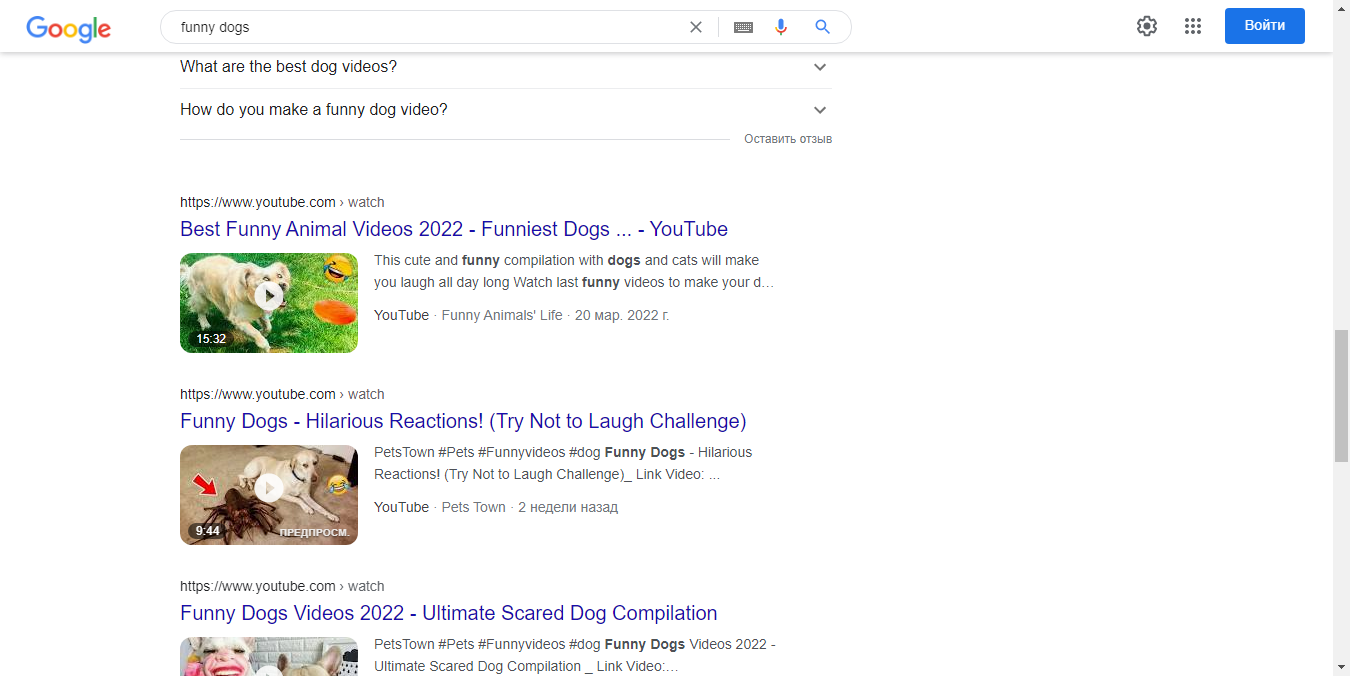 Google
funny dogs
Войти
What are the best dog videos?
How do you make a funny dog video?
Оставить отзыв
https://www.youtube.com › watch
Best Funny Animal Videos 2022 - Funniest Dogs ... - YouTube
This cute and funny compilation with dogs and cats will make
you laugh all day long Watch last funny videos to make your d...
15:32
YouTube · Funny Animals' Life · 20 мар. 2022 г.
https://www.youtube.com › watch
Funny Dogs - Hilarious Reactions! (Try Not to Laugh Challenge)
PetsTown #Pets #Funnyvideos #dog Funny Dogs - Hilarious
Reactions! (Try Not to Laugh Challenge)_ Link Video: ...
9:44
ПРЕДПРОСМ.
YouTube · Pets Town · 2 недели назад
https://www.youtube.com › watch
Funny Dogs Videos 2022 - Ultimate Scared Dog Compilation
PetsTown #Pets #Funnyvideos #dog Funny Dogs Videos 2022 -
Ultimate Scared Dog Compilation _ Link Video:...